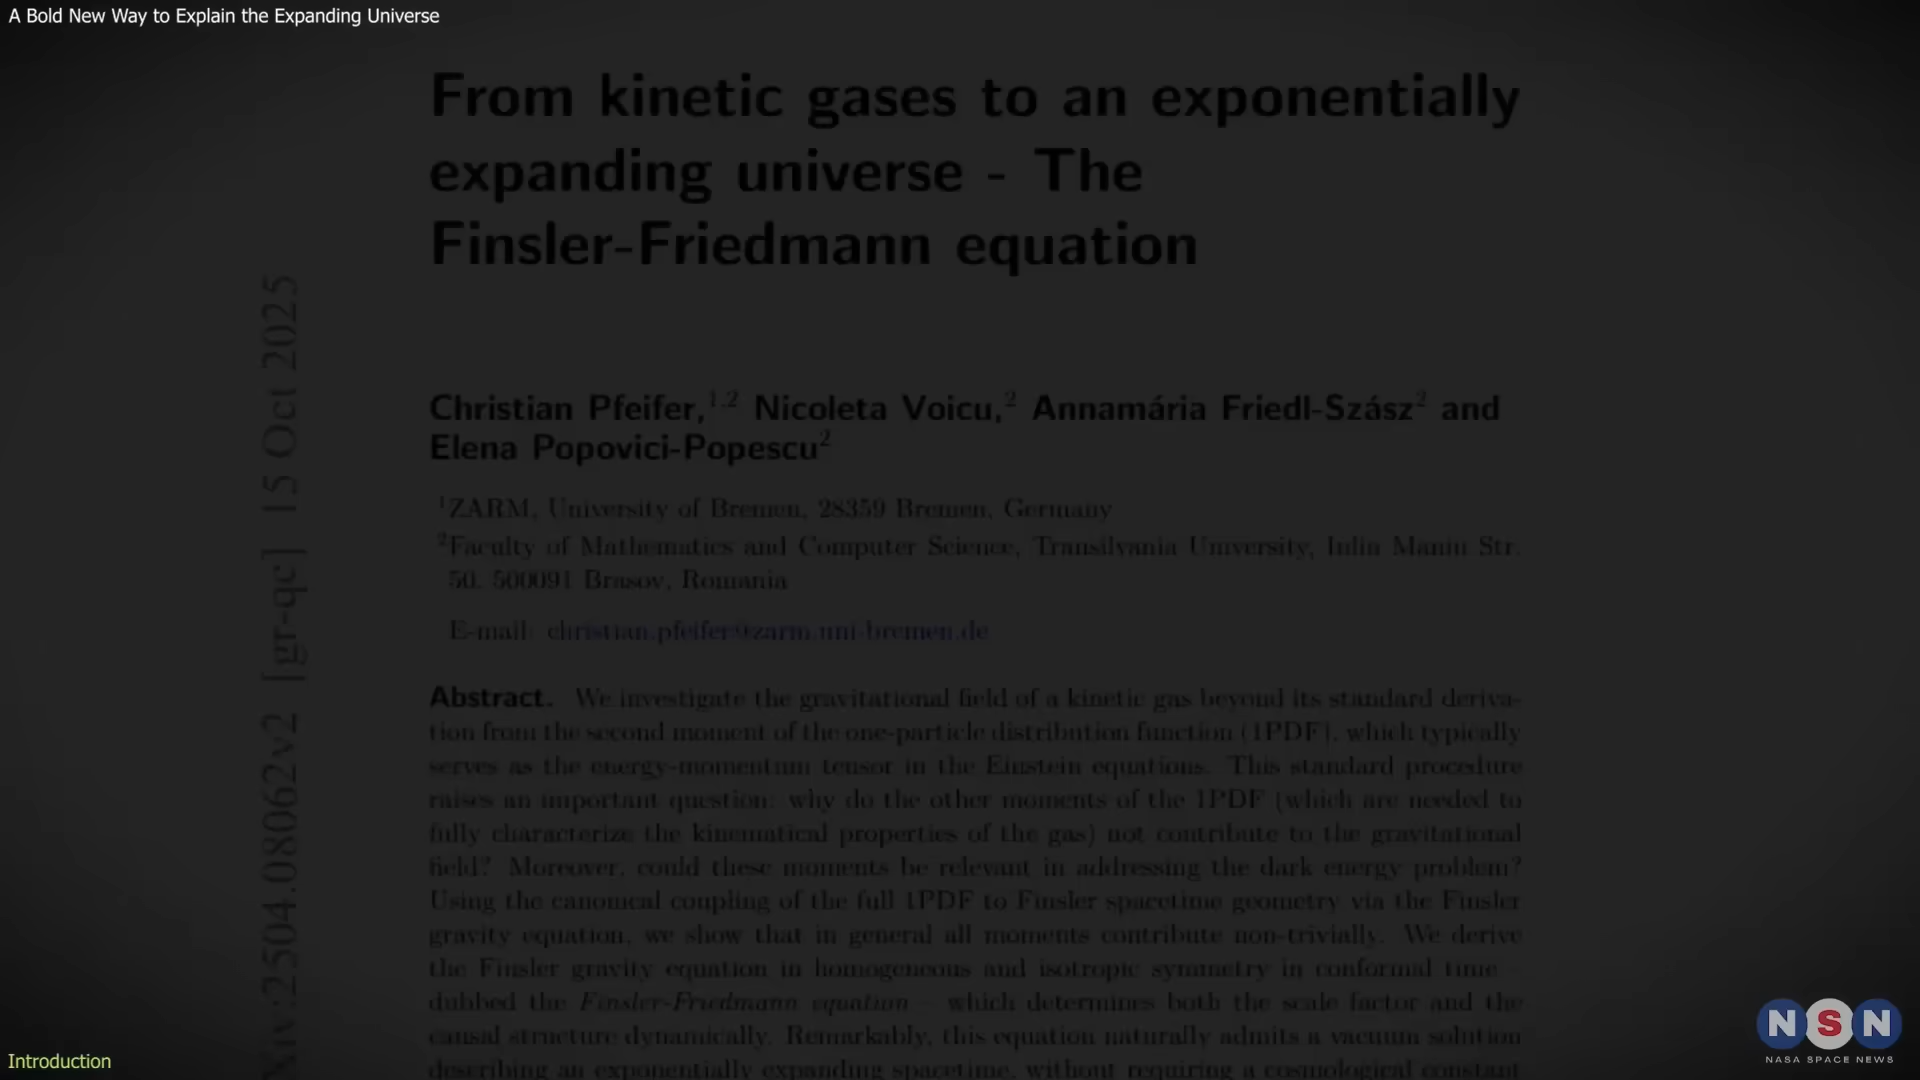 A Bold New Way to Explain the Expanding Universe
From kinetic gases to an exponentially
expanding universe - The
Finsler-Friedmann equation
Christian Pfeifer,1,2 Nicoleta Voicu,2 Annamária Friedl-Szász2 and
Elena Popovici-Popescu2
1ZARM, University of Bremen, 28359 Bremen, Germany
2Faculty of Mathematics and Computer Science, Transilvania University, Iuliu Maniu Str.
50, 500091 Brasov, Romania
E-mail: christian.pfeifer@zarm.uni-bremen.de
Abstract. We investigate the gravitational field of a kinetic gas beyond its standard deriva-
tion from the second moment of the one-particle distribution function (1PDF), which typically
serves as the energy-momentum tensor in the Einstein equations. This standard procedure
raises an important question: why do the other moments of the 1PDF (which are needed to
fully characterize the kinematical properties of the gas) not contribute to the gravitational
field? Moreover, could these moments be relevant in addressing the dark energy problem?
Using the canonical coupling of the full 1PDF to Finsler spacetime geometry via the Finsler
gravity equation, we show that in general all moments contribute non-trivially. We derive
the Finsler gravity equation in homogeneous and isotropic symmetry in conformal time –
dubbed the Finsler-Friedmann equation – which determines both the scale factor and the
causal structure dynamically. Remarkably, this equation naturally admits a vacuum solution
describing an exponentially expanding spacetime, without requiring a cosmological constant
Xiv:2504.08062v2 [gr-qc] 15 Oct 2025
NSN
NASA SPACE NEWS
Introduction